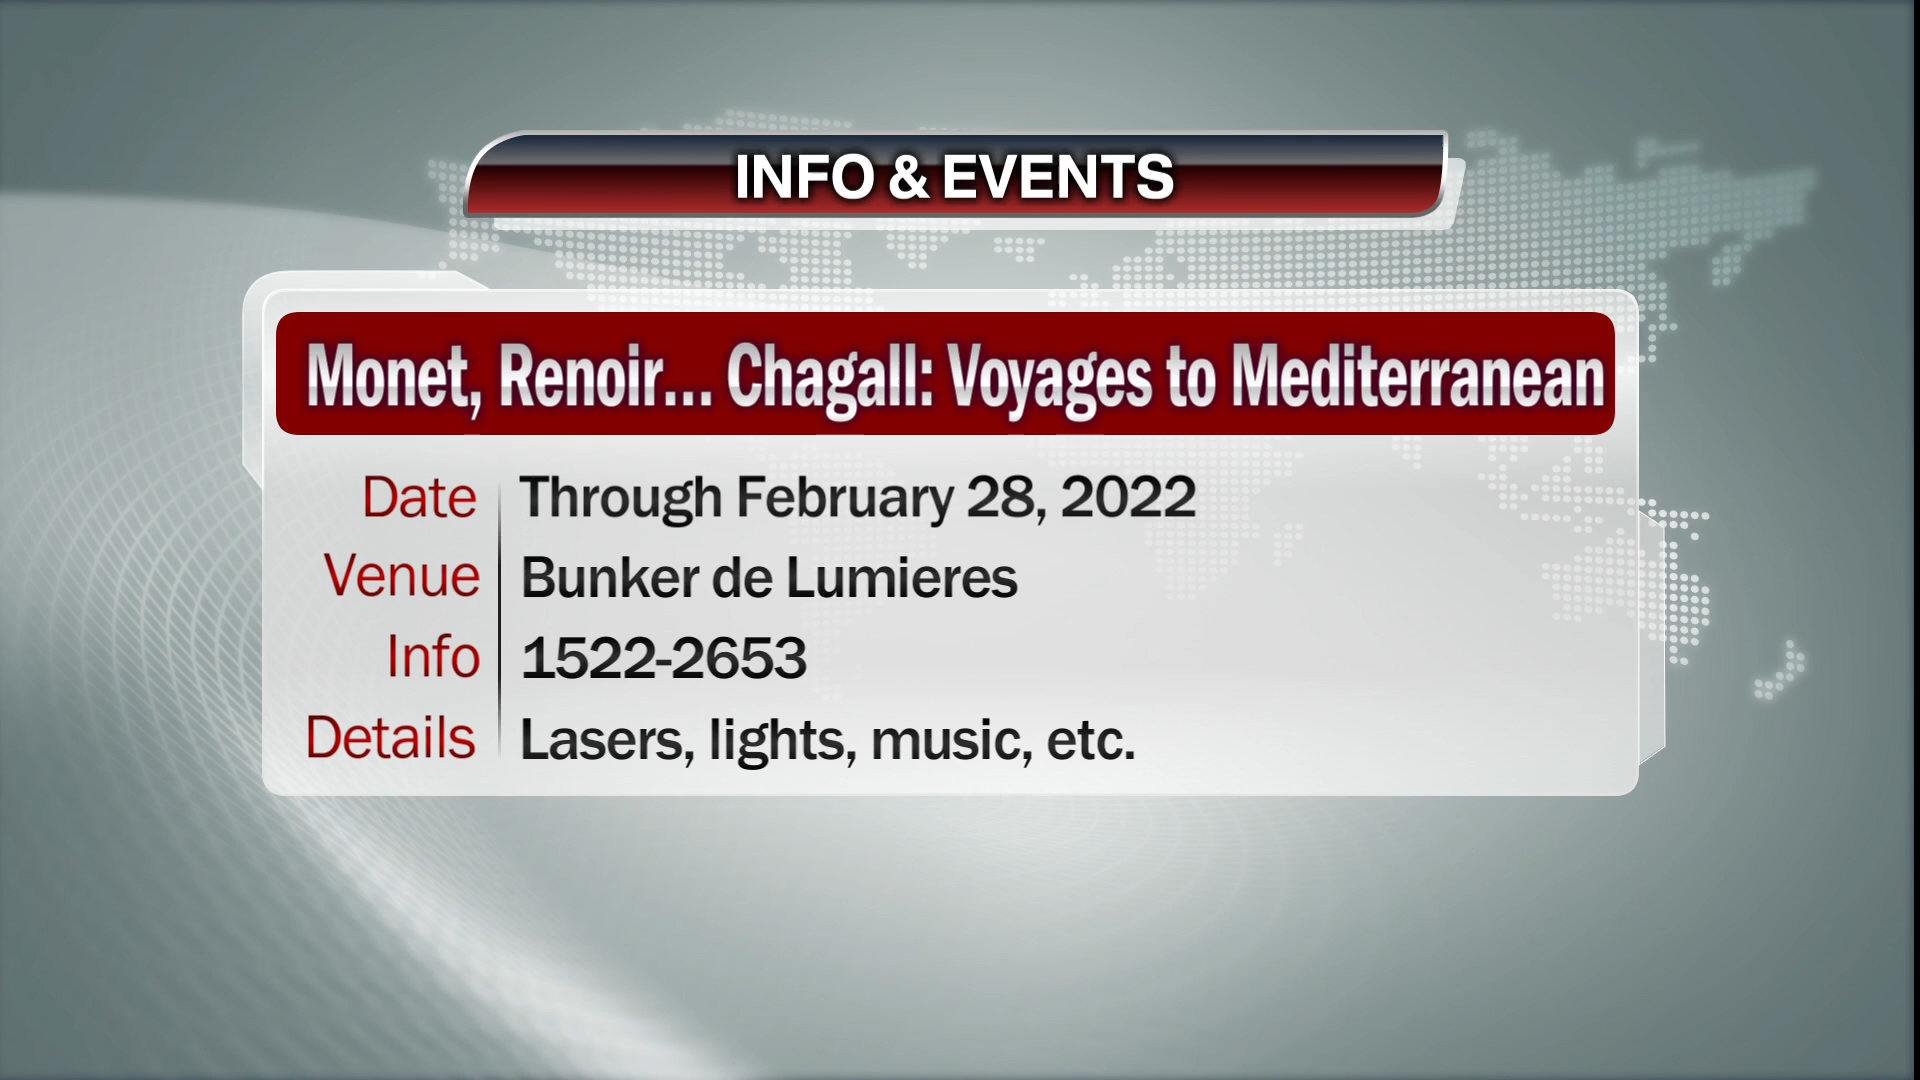 INFO & EVENTS
Monet, Renoir... Chagall: Voyages to Mediterranean
Date Through February 28, 2022
Venue Bunker de Lumieres
Info 1522-2653
Details Lasers, lights, music, etc.